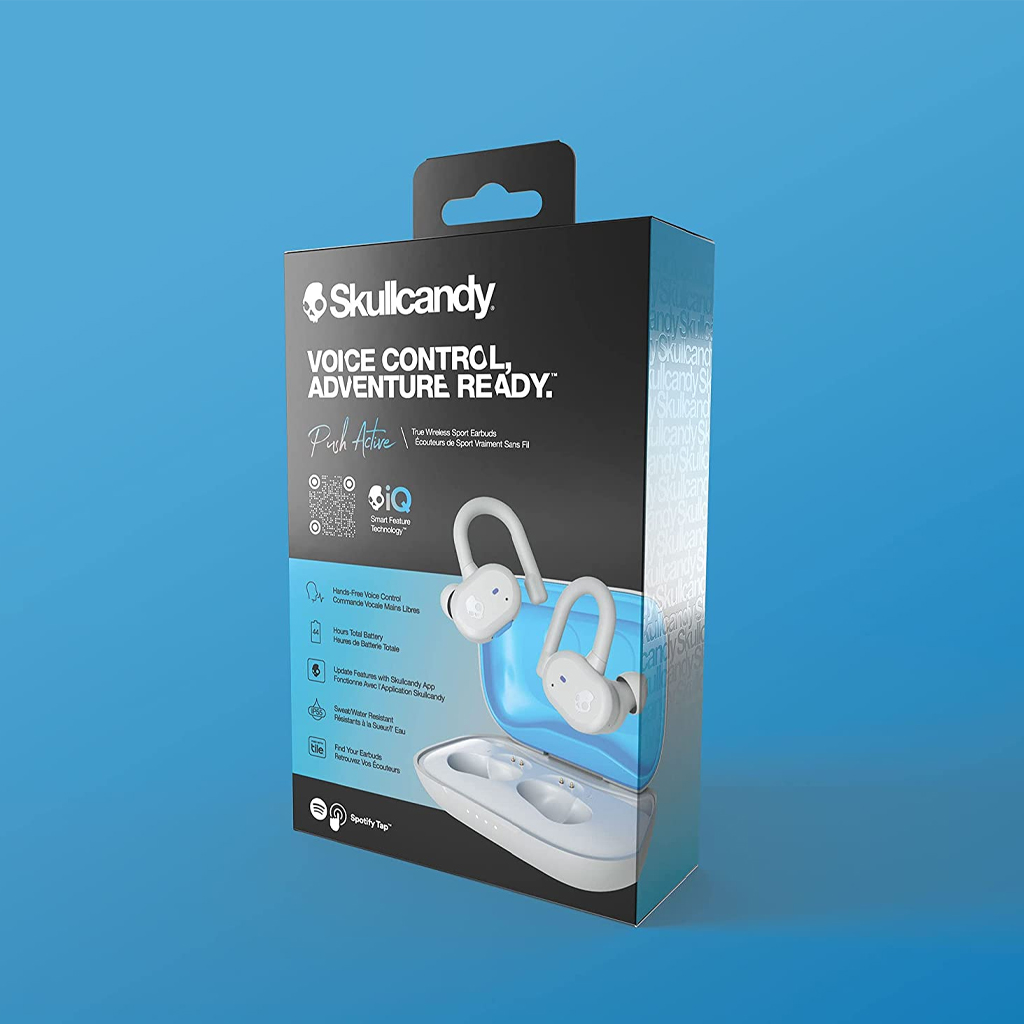 Skullcandy®
VOICE CONTROL,
ADVENTURE READY.™
Push Active \ True Wireless Sport Earbuds
Écouteurs de Sport Vraiment Sans Fil
iQ
Smart Feature
Technology™
Hands-Free Voice Control
Commande Vocale Mains Libres
44
Hours Total Battery
Heures de Batterie Totale
Update Features with Skullcandy App
Fonctionne Avec l'Application Skullcandy
IP55
Sweat/Water Resistant
Résistants à la Sueur/l' Eau
tile
Find Your Earbuds
Retrouvez Vos Écouteurs
Spotify Tap™
Skullcandy